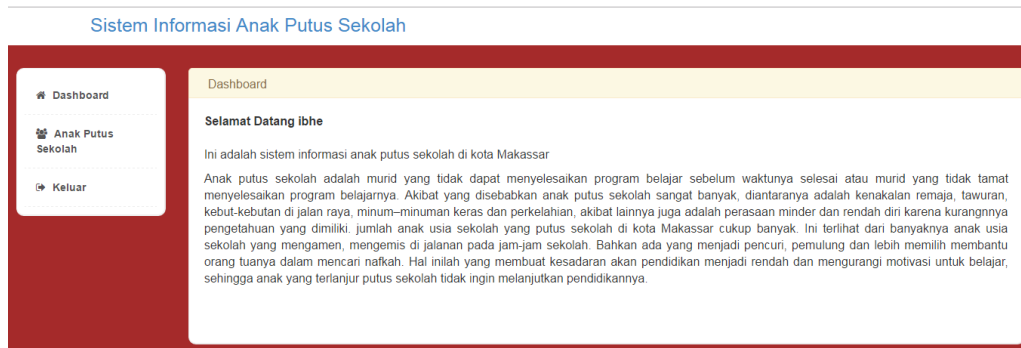 Sistem Informasi Anak Putus Sekolah
Dashboard
Anak Putus
Sekolah
Keluar
Dashboard
Selamat Datang ibhe
Ini adalah sistem informasi anak putus sekolah di kota Makassar
Anak putus sekolah adalah murid yang tidak dapat menyelesaikan program belajar sebelum waktunya selesai atau murid yang tidak tamat
menyelesaikan program belajarnya. Akibat yang disebabkan anak putus sekolah sangat banyak, diantaranya adalah kenakalan remaja, tawuran,
kebut-kebutan di jalan raya, minum–minuman keras dan perkelahian, akibat lainnya juga adalah perasaan minder dan rendah diri karena kurangnnya
pengetahuan yang dimiliki. jumlah anak usia sekolah yang putus sekolah di kota Makassar cukup banyak. Ini terlihat dari banyaknya anak usia
sekolah yang mengamen, mengemis di jalanan pada jam-jam sekolah. Bahkan ada yang menjadi pencuri, pemulung dan lebih memilih membantu
orang tuanya dalam mencari nafkah. Hal inilah yang membuat kesadaran akan pendidikan menjadi rendah dan mengurangi motivasi untuk belajar,
sehingga anak yang terlanjur putus sekolah tidak ingin melanjutkan pendidikannya.